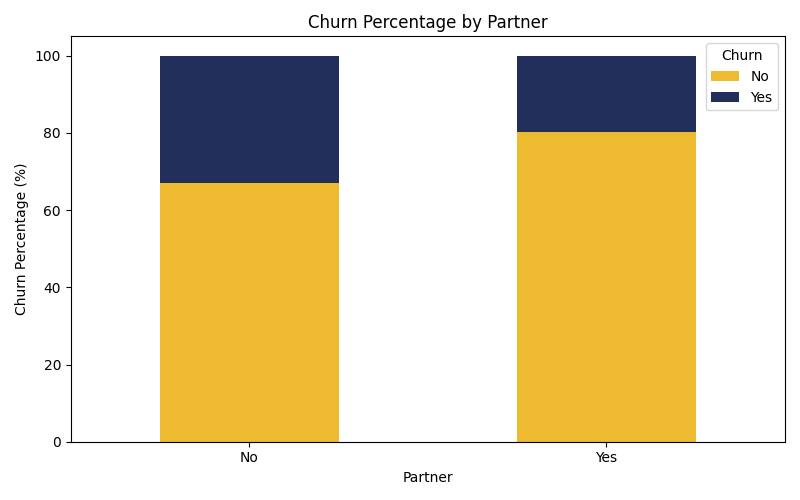 Churn Percentage by Partner
Churn
No
Yes
Churn Percentage (%)
100
80
60
40
20
0
No
Yes
Partner